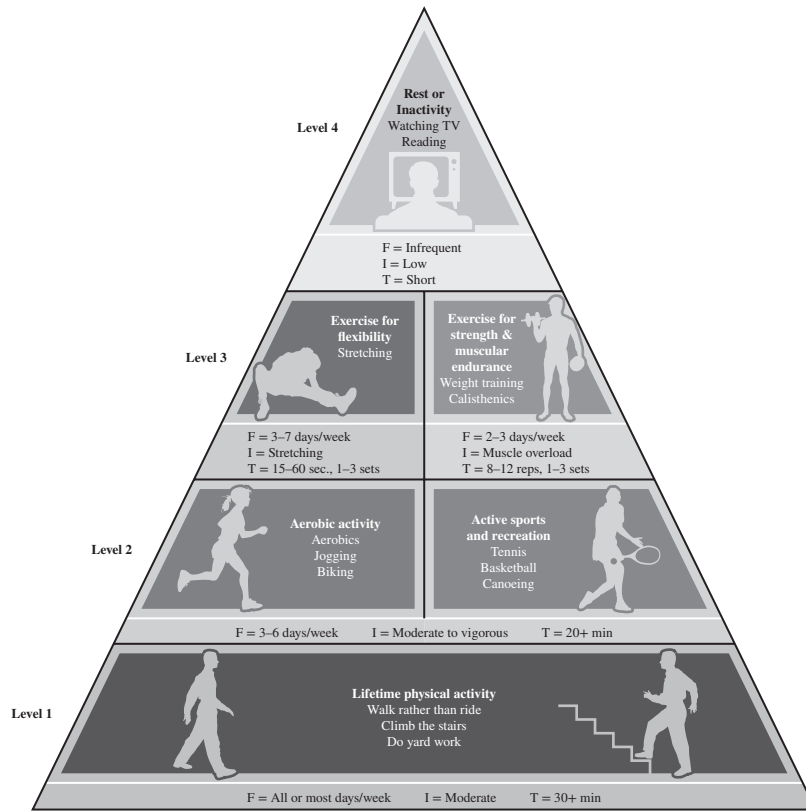 Level 4
Rest or
Inactivity
Watching TV
Reading
F = Infrequent
I = Low
T = Short
Level 3
Exercise for
flexibility
Stretching
F = 3–7 days/week
I = Stretching
T = 15–60 sec., 1–3 sets
Exercise for
strength &
muscular
endurance
Weight training
Calisthenics
F = 2–3 days/week
I = Muscle overload
T = 8–12 reps, 1–3 sets
Level 2
Aerobic activity
Aerobics
Jogging
Biking
Active sports
and recreation
Tennis
Basketball
Canoeing
F = 3–6 days/week I = Moderate to vigorous T = 20+ min
Level 1
Lifetime physical activity
Walk rather than ride
Climb the stairs
Do yard work
F = All or most days/week I = Moderate T = 30+ min